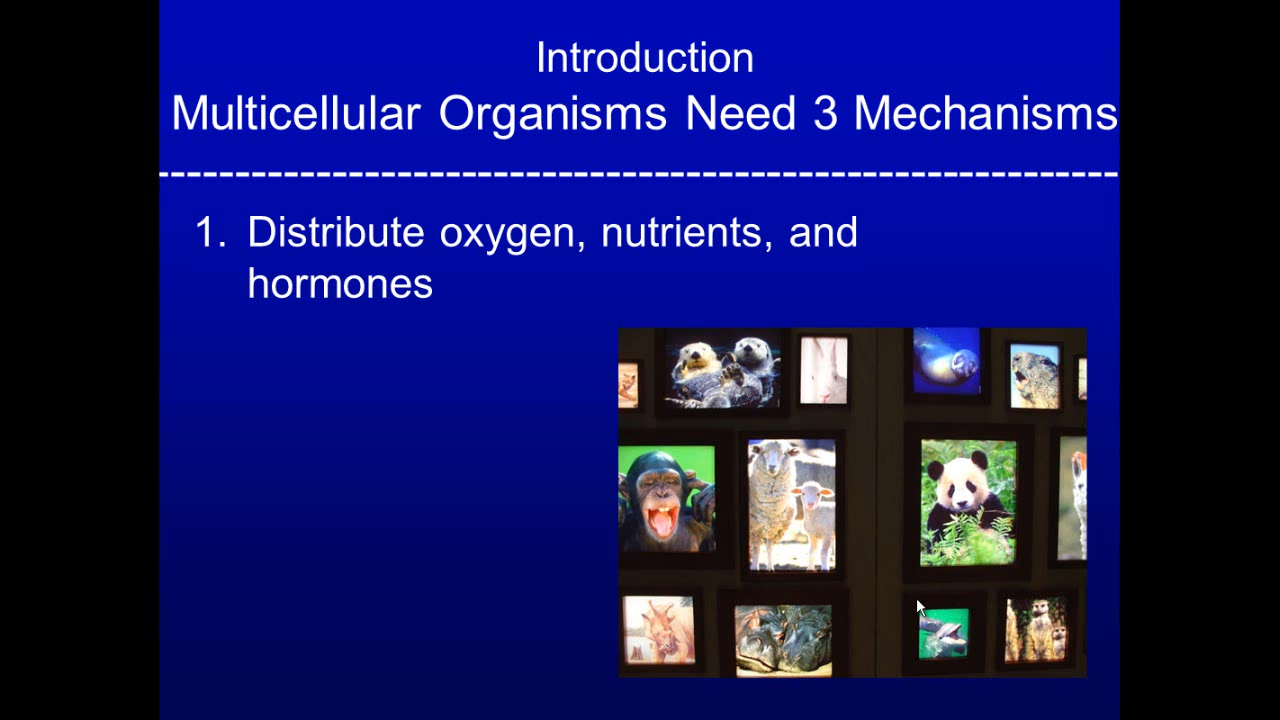 Introduction
Multicellular Organisms Need 3 Mechanisms
---------------------------------------------------------
1. Distribute oxygen, nutrients, and
hormones